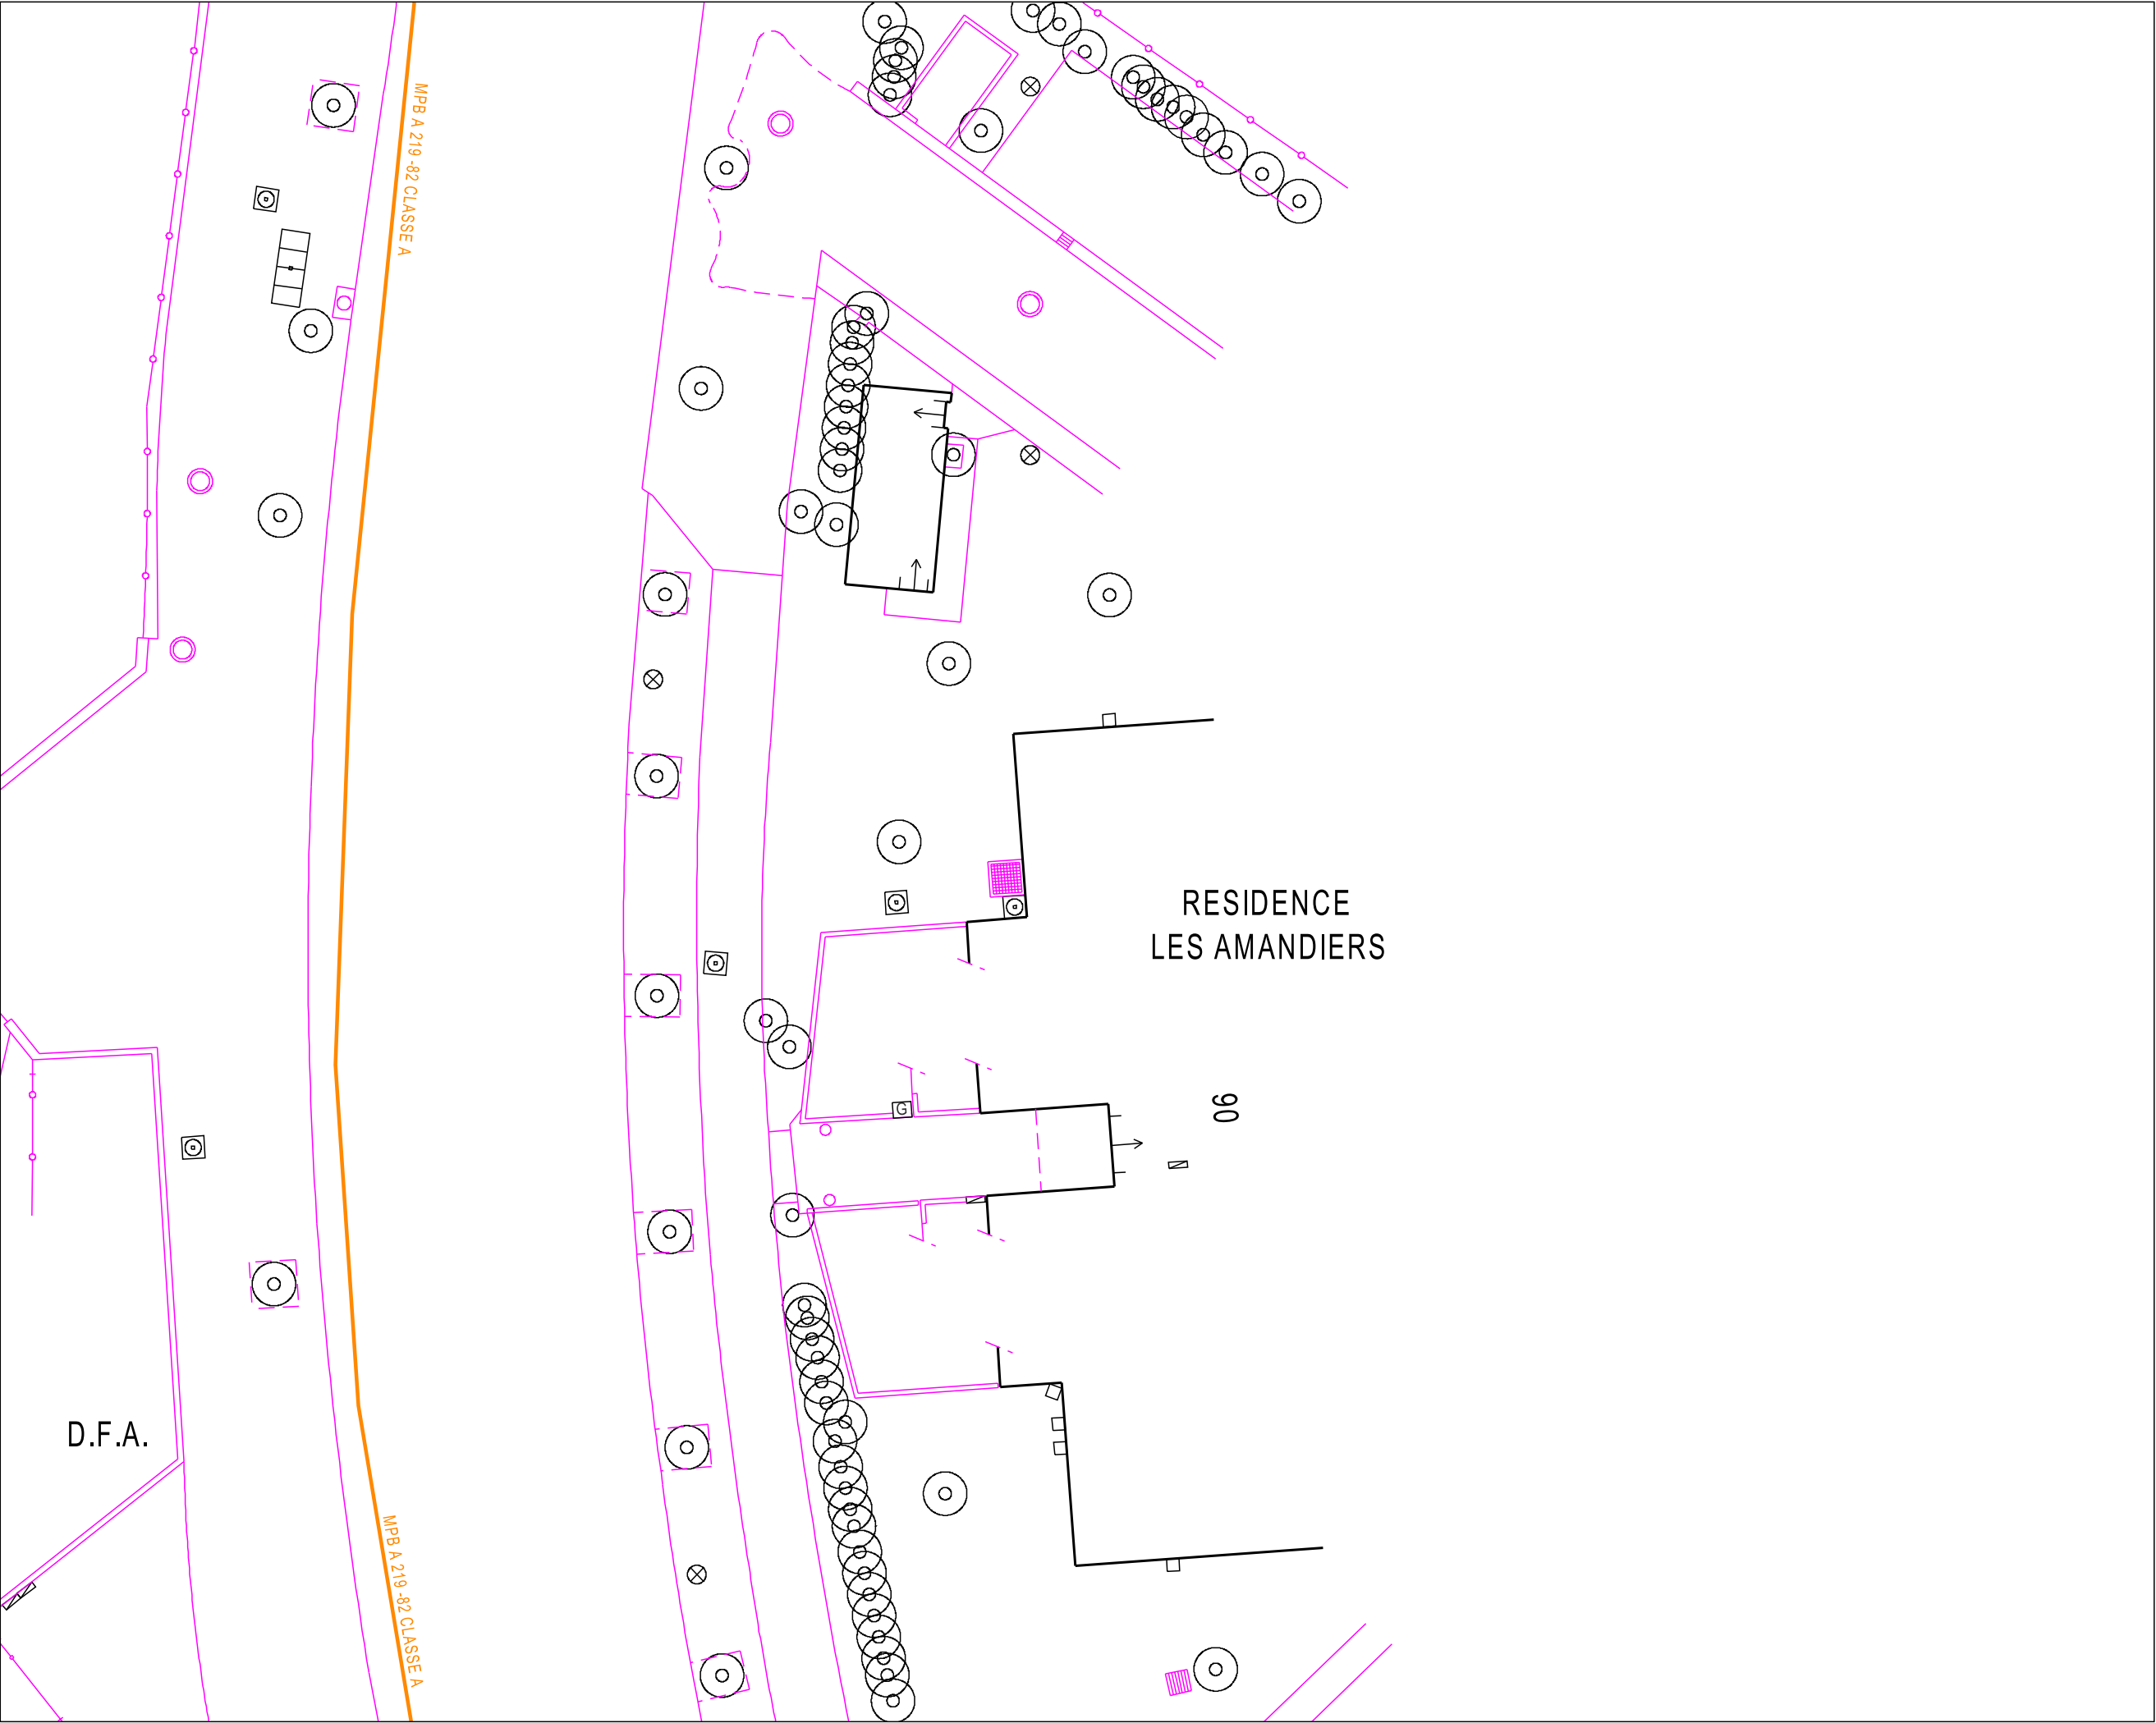 MPB A 219 -82 CLASSE A
RESIDENCE
LES AMANDIERS
90
G
D.F.A.
MPB A 219 -82 CLASSE A